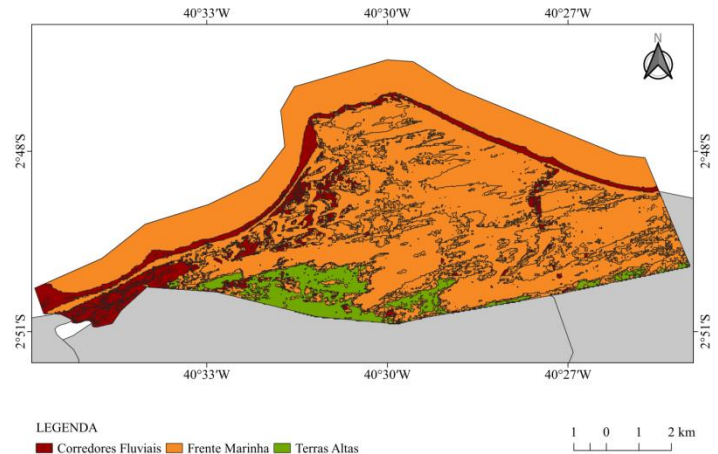 40°33'W 40°30'W 40°27'W
N
2°48'S 2°48'S
2°51'S 2°51'S
40°33'W 40°30'W 40°27'W
LEGENDA
Corredores Fluviais Frente Marinha Terras Altas
1 0 1 2 km